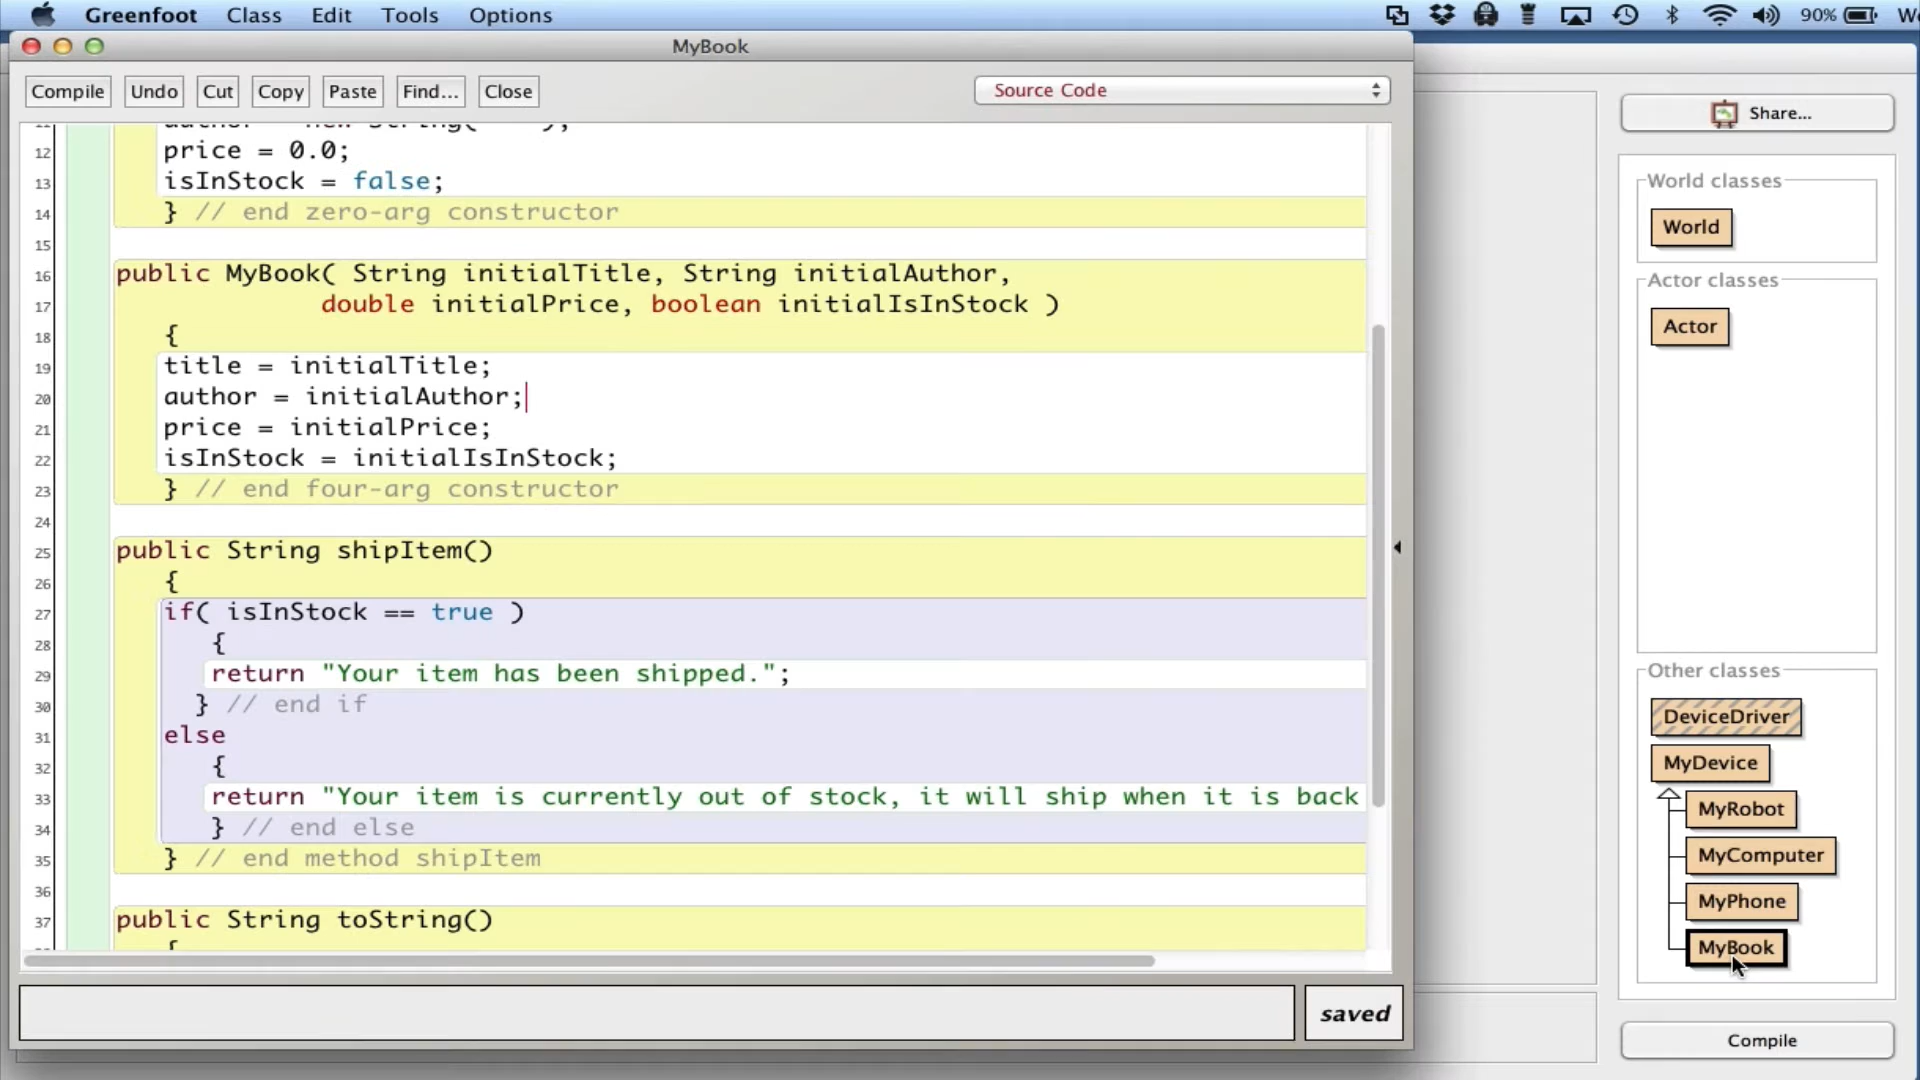 Greenfoot Class Edit Tools Options 90% We
MyBook
Compile Undo Cut Copy Paste Find... Close Source Code
12 price = 0.0;
13 isInStock = false;
14 } // end zero-arg constructor
15
16 public MyBook( String initialTitle, String initialAuthor,
17 double initialPrice, boolean initialIsInStock )
18 {
19 title = initialTitle;
20 author = initialAuthor;
21 price = initialPrice;
22 isInStock = initialIsInStock;
23 } // end four-arg constructor
24
25 public String shipItem()
26 {
27 if( isInStock == true )
28 {
29 return "Your item has been shipped.";
30 } // end if
31 else
32 {
33 return "Your item is currently out of stock, it will ship when it is back
34 } // end else
35 } // end method shipItem
36
37 public String toString()
{
saved
Share...
World classes
World
Actor classes
Actor
Other classes
DeviceDriver
MyDevice
MyRobot
MyComputer
MyPhone
MyBook
Compile